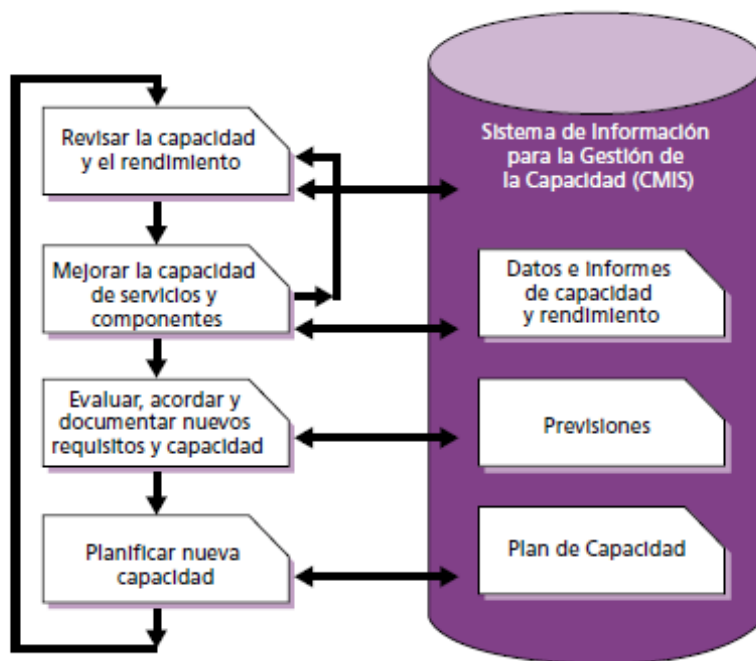 Revisar la capacidad
y el rendimiento
Mejorar la capacidad
de servicios y
componentes
Evaluar, acordar y
documentar nuevos
requisitos y capacidad
Planificar nueva
capacidad
Sistema de Información
para la Gestión de
la Capacidad (CMIS)
Datos e informes
de capacidad
y rendimiento
Previsiones
Plan de Capacidad